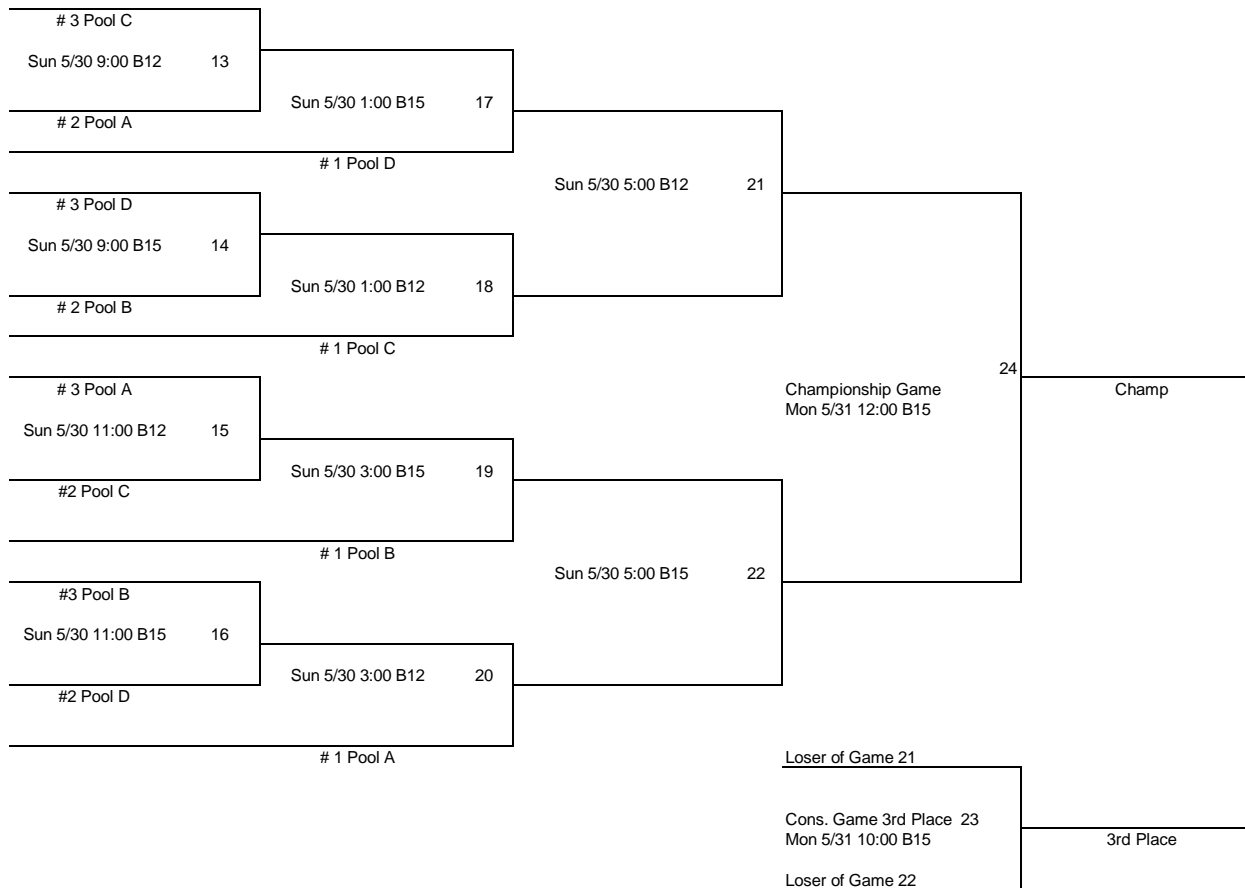 # 3 Pool C
Sun 5/30 9:00 B12 13
# 2 Pool A
Sun 5/30 1:00 B15 17
# 1 Pool D
Sun 5/30 5:00 B12 21
# 3 Pool D
Sun 5/30 9:00 B15 14
# 2 Pool B
Sun 5/30 1:00 B12 18
# 1 Pool C
24
Championship Game
Mon 5/31 12:00 B15
Champ
# 3 Pool A
Sun 5/30 11:00 B12 15
#2 Pool C
Sun 5/30 3:00 B15 19
# 1 Pool B
Sun 5/30 5:00 B15 22
#3 Pool B
Sun 5/30 11:00 B15 16
#2 Pool D
Sun 5/30 3:00 B12 20
# 1 Pool A
Loser of Game 21
Cons. Game 3rd Place 23
Mon 5/31 10:00 B15
3rd Place
Loser of Game 22